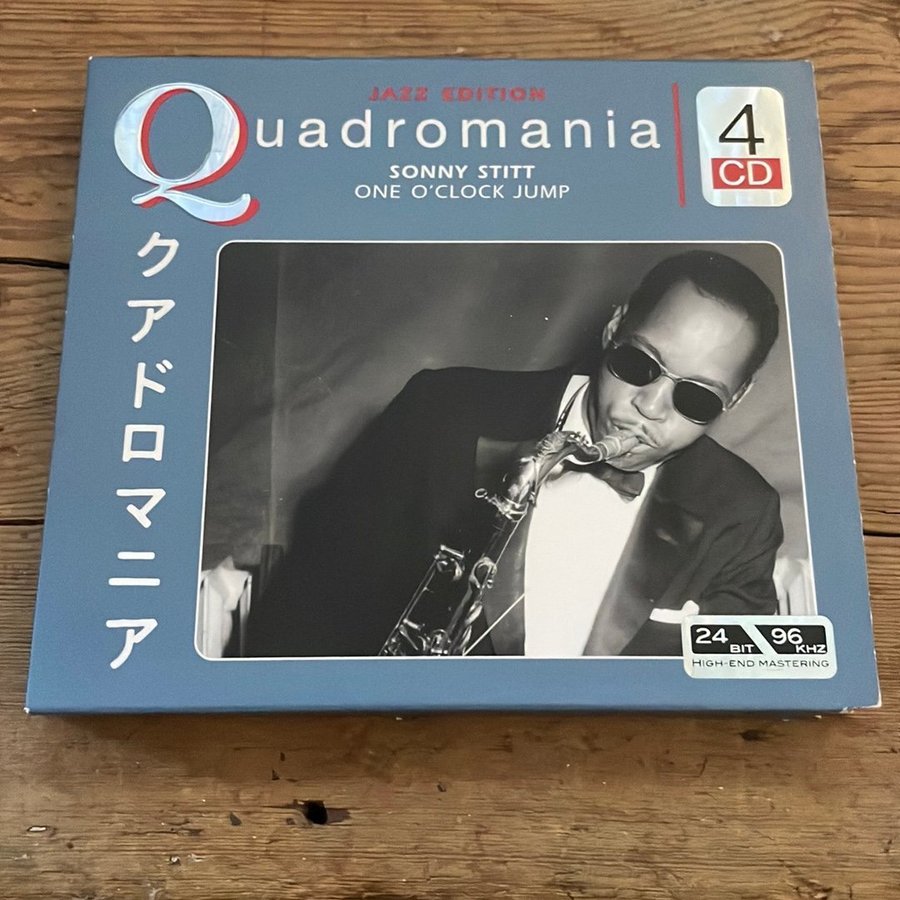 JAZZ EDITION
Quadromania
SONNY STITT
ONE O'CLOCK JUMP
4
CD
クアドロマニア
24 BIT 96 KHZ
HIGH-END MASTERING